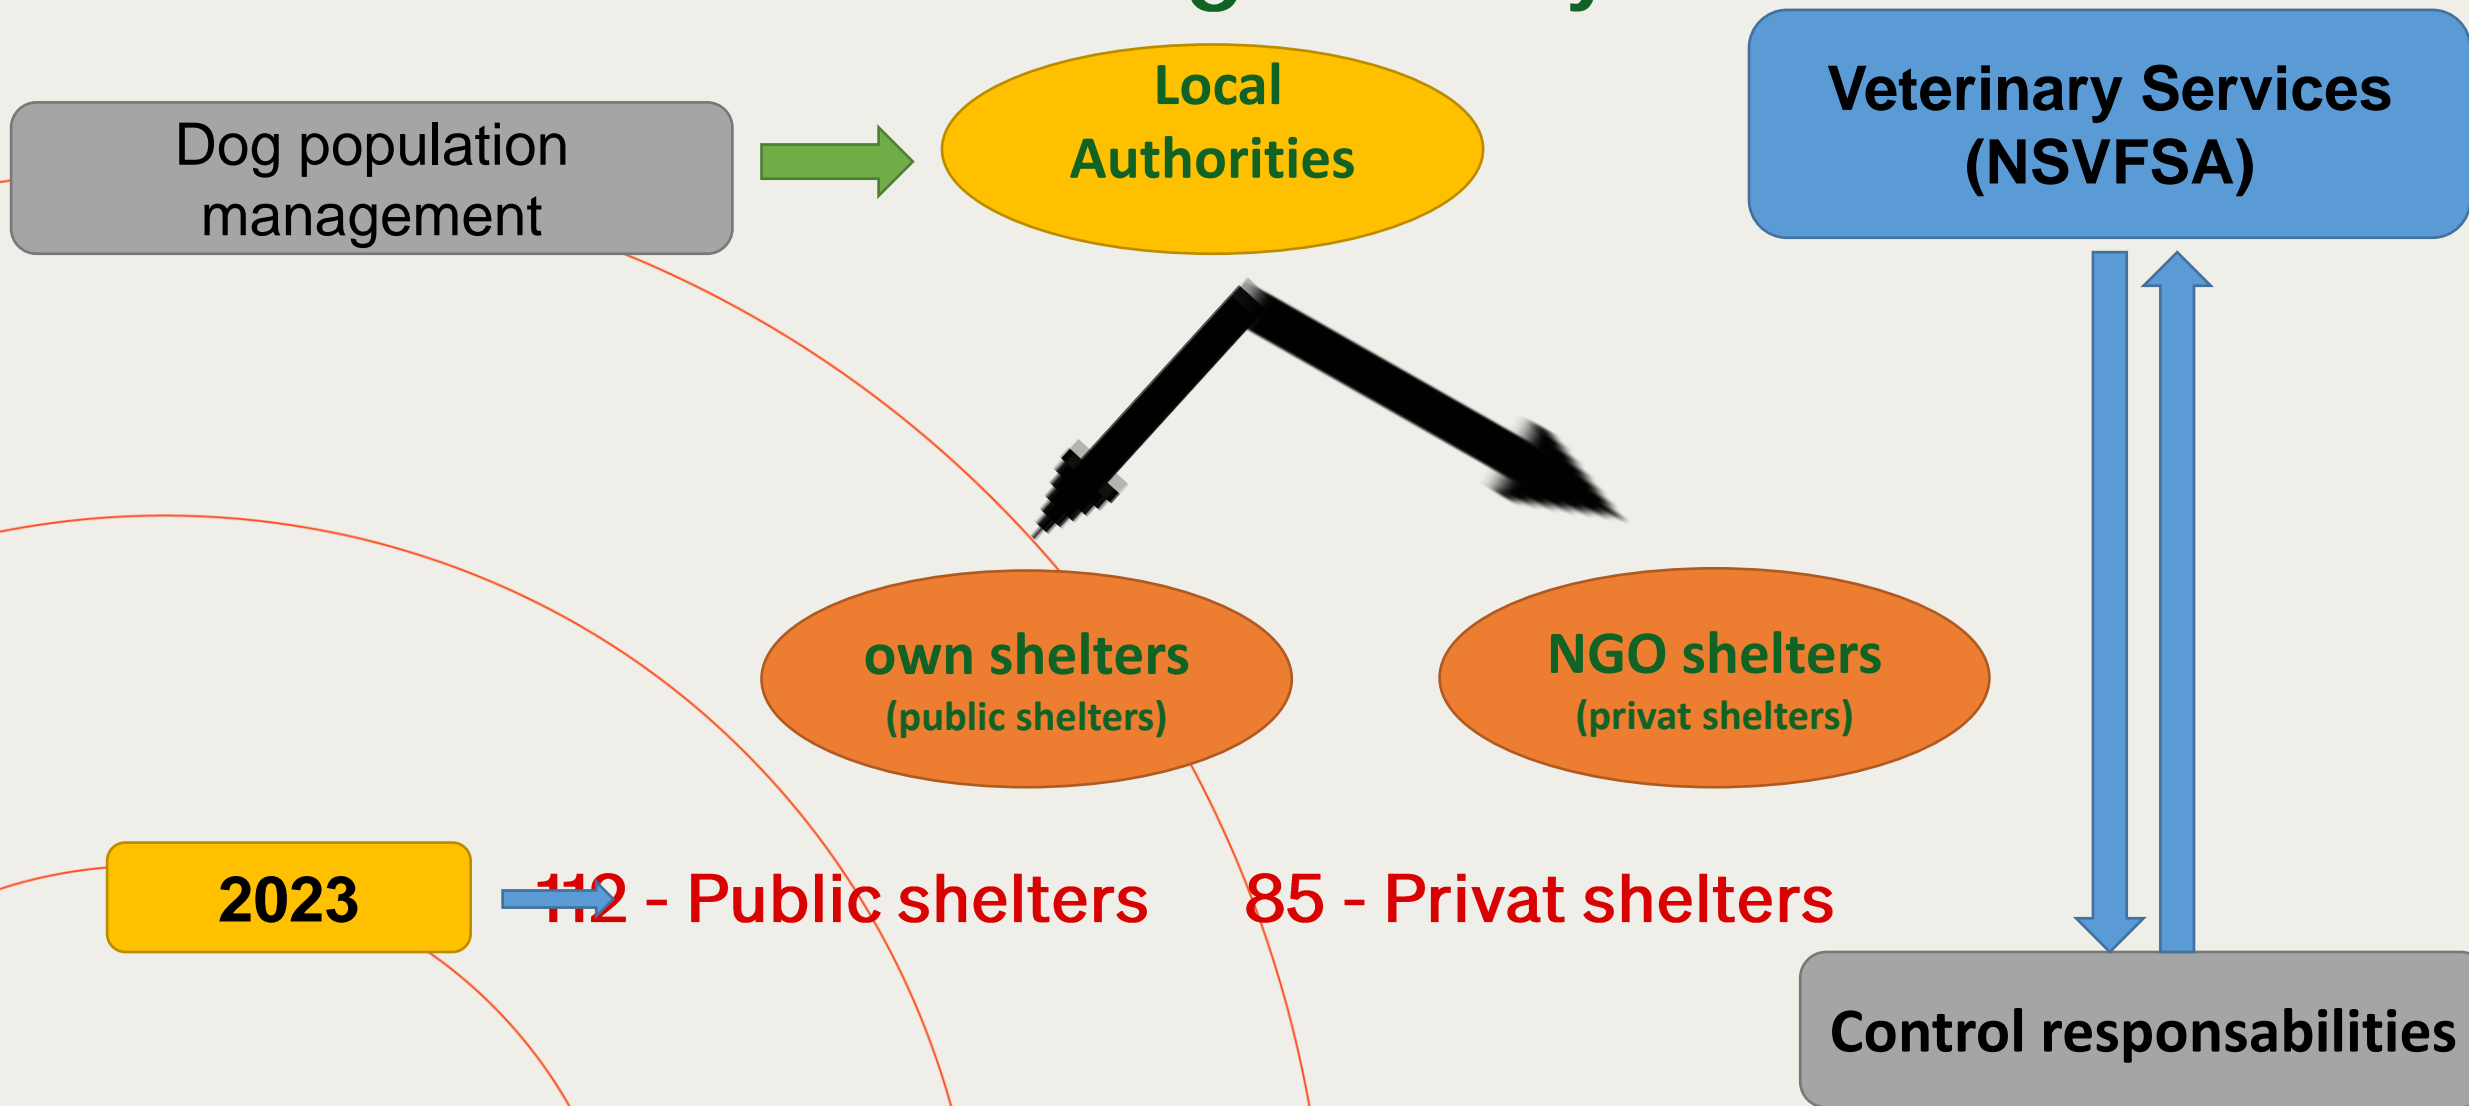 Dog population
management
Local
Authorities
Veterinary Services
(NSVFSA)
own shelters
(public shelters)
NGO shelters
(privat shelters)
2023
112 - Public shelters
85 - Privat shelters
Control responsabilities